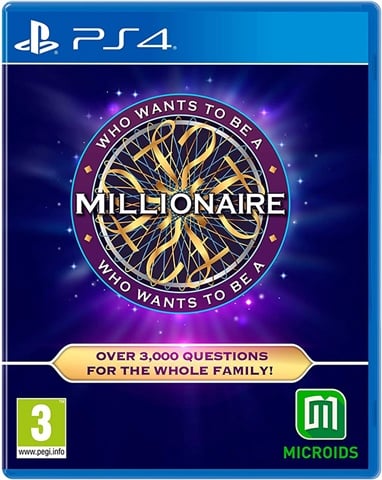 PS4
WHO WANTS TO BE A
MILLIONAIRE
WHO WANTS TO BE A
OVER 3,000 QUESTIONS
FOR THE WHOLE FAMILY!
3
www.pegi.info
MICROIDS